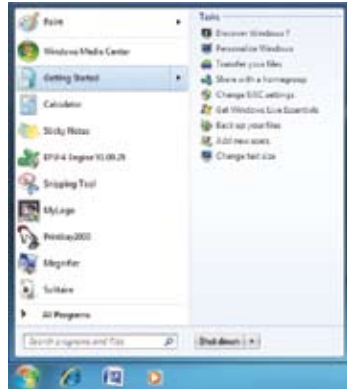 Paint
Windows Media Center
Getting Started
Calculator
Sticky Notes
Snipping Tool
MyLogo
Magnifier
Solitaire
All Programs
Search programs and files
Tasks
Discover Windows 7
Personalize Windows
Transfer your files
Share with a homegroup
Change UAC settings
Get Windows Live Essentials
Back up your files
Add new users
Change text size
Shut down